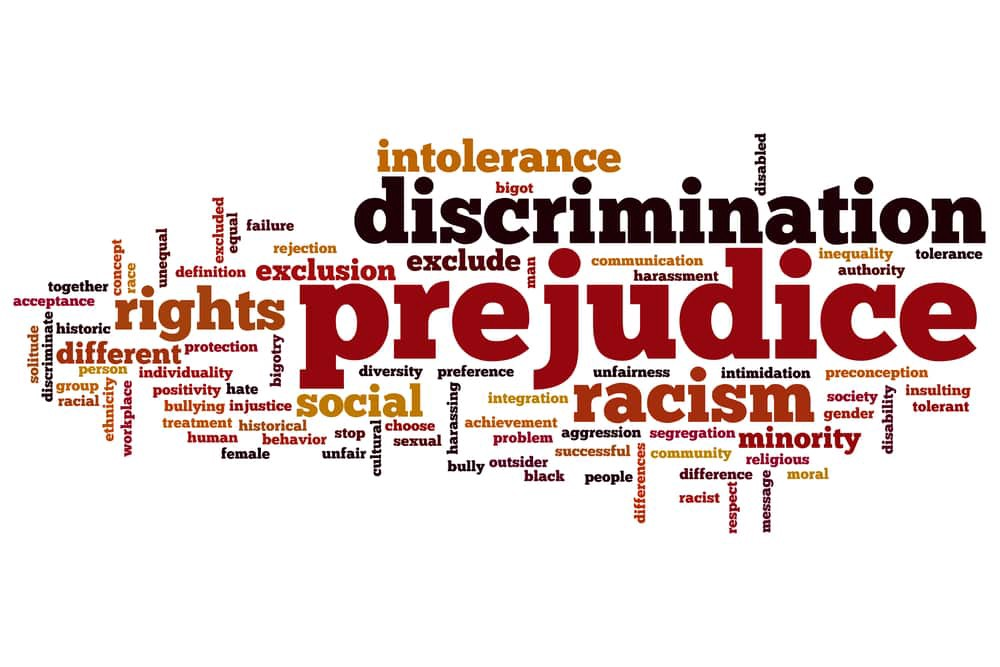 disabled
intolerance
bigot
discrimination
excluded
equal
failure
unequal
rejection
concept
race
definition
exclusion
exclude
man
communication
harassment
inequality
authority
tolerance
together
acceptance
rights
prejudice
historic
solitude
discriminate
different
protection
bigotry
person
individuality
group
racial
ethnicity
workplace
positivity
hate
diversity
preference
unfairness
intimidation
preconception
bullying
injustice
social
harassing
integration
racism
society
gender
disability
insulting
tolerant
treatment
historical
human
behavior
stop
cultural
choose
sexual
achievement
problem
aggression
segregation
minority
female
unfair
bully
outsider
black
successful
people
differences
community
difference
religious
moral
racist
respect
message